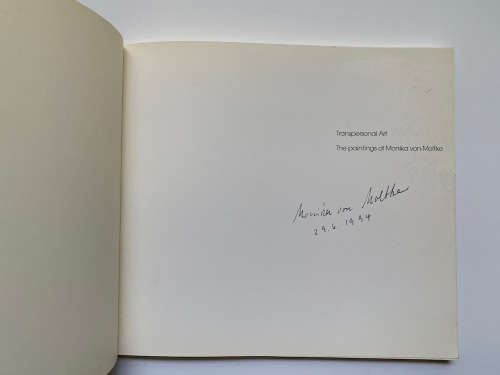 Transpersonal Art
The paintings of Monika von Moltke
Monika von Moltke
29.6 1994